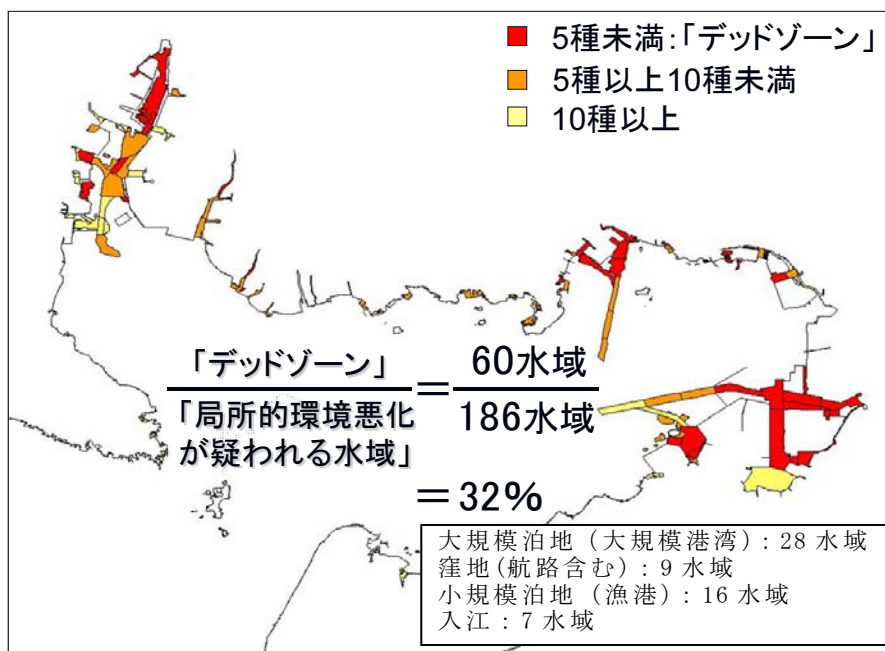 5種未満:「デッドゾーン」
5種以上10種未満
10種以上
「デッドゾーン」
「局所的環境悪化
が疑われる水域」
=
60水域
186水域
=32%
大規模泊地（大規模港湾）: 28 水域
窪地(航路含む): 9 水域
小規模泊地（漁港）: 16 水域
入江 : 7 水域